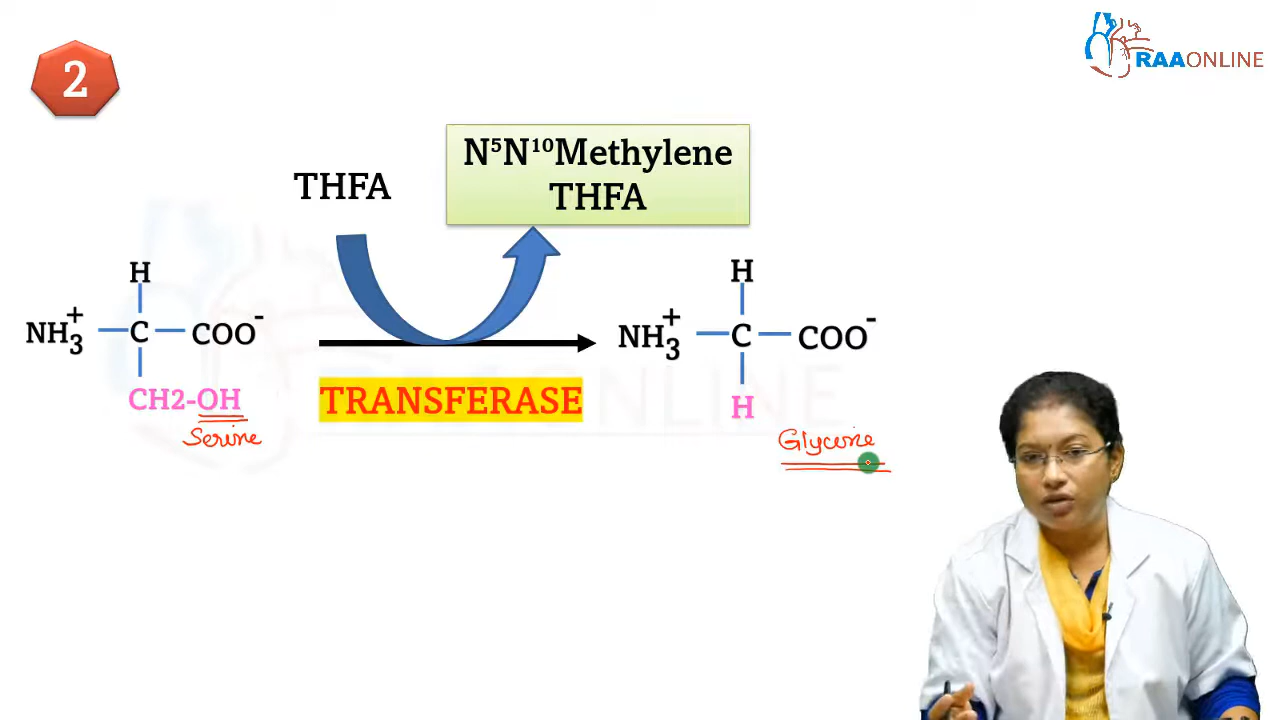 2
RAAONLINE
N⁵N¹⁰Methylene
THFA
THFA
H
NH₃⁺ C COO⁻
CH2-OH
Serine
TRANSFERASE
H
NH₃⁺ C COO⁻
H
Glycine